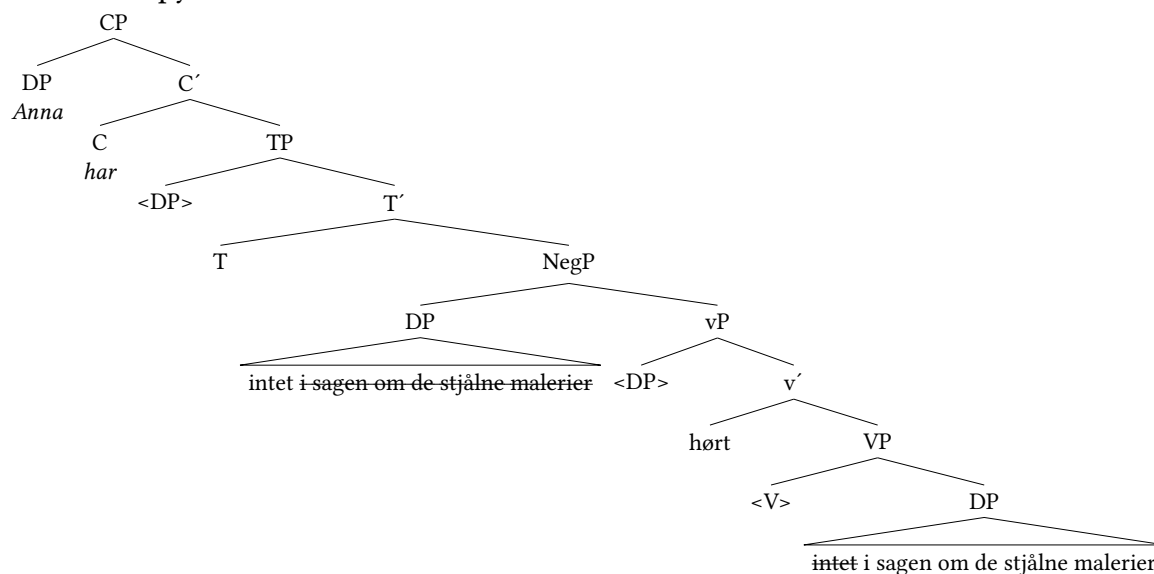 CP
DP
C´
Anna
C
TP
har
<DP>
T´
T
NegP
DP
vP
intet i sagen om de stjålne malerier
<DP>
v´
hørt
VP
<V>
DP
intet i sagen om de stjålne malerier